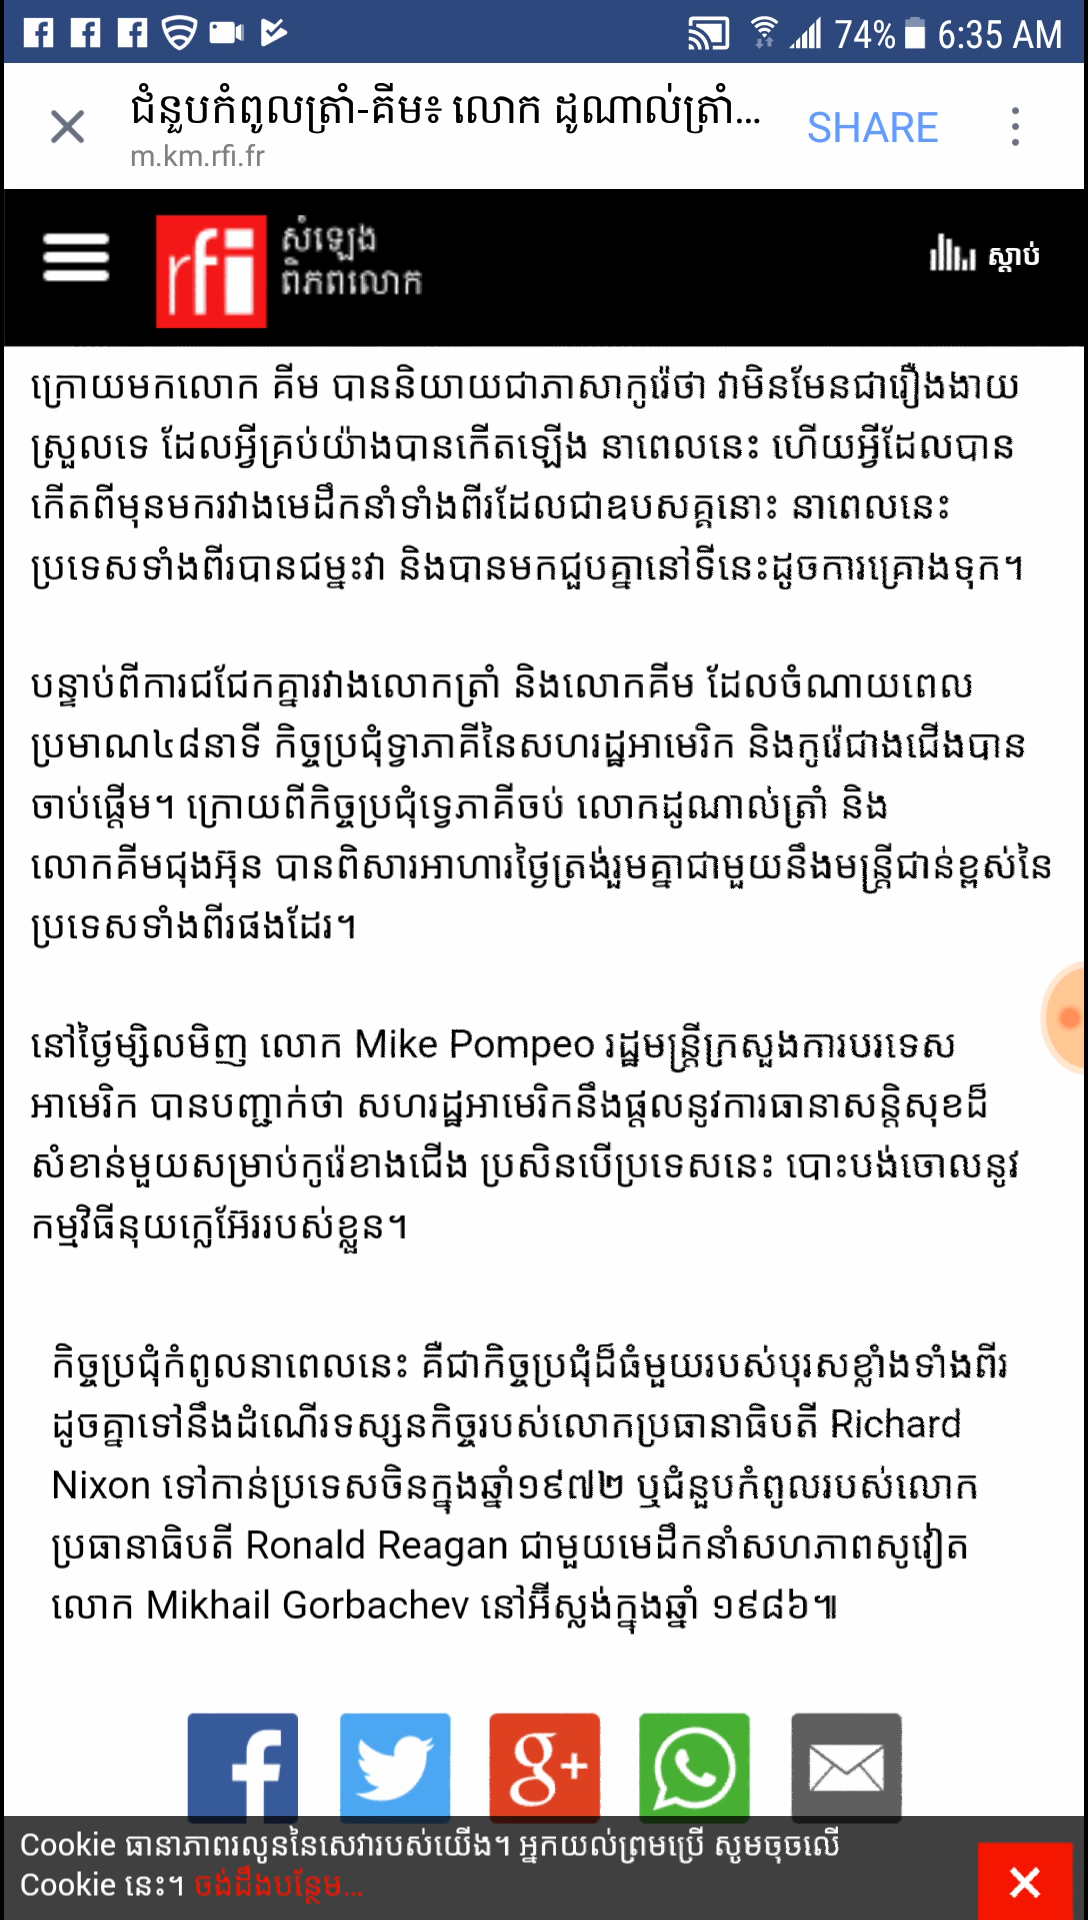 74% 6:35 AM
ជំនួបកំពូលត្រាំ-គីម៖ លោក ដូណាល់ត្រាំ...
SHARE
m.km.rfi.fr
rfi
សំឡេង
ពិភពលោក
ស្តាប់
ក្រោយមកលោក គីម បាននិយាយជាភាសាកូរ៉េថា វាមិនមែនជារឿងងាយ
ស្រួលទេ ដែលអ្វីគ្រប់យ៉ាងបានកើតឡើង នាពេលនេះ ហើយអ្វីដែលបាន
កើតពីមុនមករវាងមេដឹកនាំទាំងពីរដែលជាឧបសគ្គនោះ នាពេលនេះ
ប្រទេសទាំងពីរបានជម្នះវា និងបានមកជួបគ្នានៅទីនេះដូចការគ្រោងទុក។
បន្ទាប់ពីការជជែកគ្នារវាងលោកត្រាំ និងលោកគីម ដែលចំណាយពេល
ប្រមាណ៤៨នាទី កិច្ចប្រជុំទ្វាភាគីនៃសហរដ្ឋអាមេរិក និងកូរ៉េជាងជើងបាន
ចាប់ផ្តើម។ ក្រោយពីកិច្ចប្រជុំទ្វេភាគីចប់ លោកដូណាល់ត្រាំ និង
លោកគីមជុងអ៊ុន បានពិសារអាហារថ្ងៃត្រង់រួមគ្នាជាមួយនឹងមន្ត្រីជាន់ខ្ពស់នៃ
ប្រទេសទាំងពីរផងដែរ។
នៅថ្ងៃម្សិលមិញ លោក Mike Pompeo រដ្ឋមន្ត្រីក្រសួងការបរទេស
អាមេរិក បានបញ្ជាក់ថា សហរដ្ឋអាមេរិកនឹងផ្តលនូវការធានាសន្តិសុខដ៏
សំខាន់មួយសម្រាប់កូរ៉េខាងជើង ប្រសិនបើប្រទេសនេះ បោះបង់ចោលនូវ
កម្មវិធីនុយក្លេអ៊ែររបស់ខ្លួន។
កិច្ចប្រជុំកំពូលនាពេលនេះ គឺជាកិច្ចប្រជុំដ៏ធំមួយរបស់បុរសខ្លាំងទាំងពីរ
ដូចគ្នាទៅនឹងដំណើរទស្សនកិច្ចរបស់លោកប្រធានាធិបតី Richard
Nixon ទៅកាន់ប្រទេសចិនក្នុងឆ្នាំ១៩៧២ ឬជំនួបកំពូលរបស់លោក
ប្រធានាធិបតី Ronald Reagan ជាមួយមេដឹកនាំសហភាពសូវៀត
លោក Mikhail Gorbachev នៅអ៊ីស្លង់ក្នុងឆ្នាំ ១៩៨៦៕
Cookie ធានាភាពរលូននៃសេវារបស់យើង។ អ្នកយល់ព្រមប្រើ សូមចុចលើ
Cookie នេះ។ ចង់ដឹងបន្ថែម...